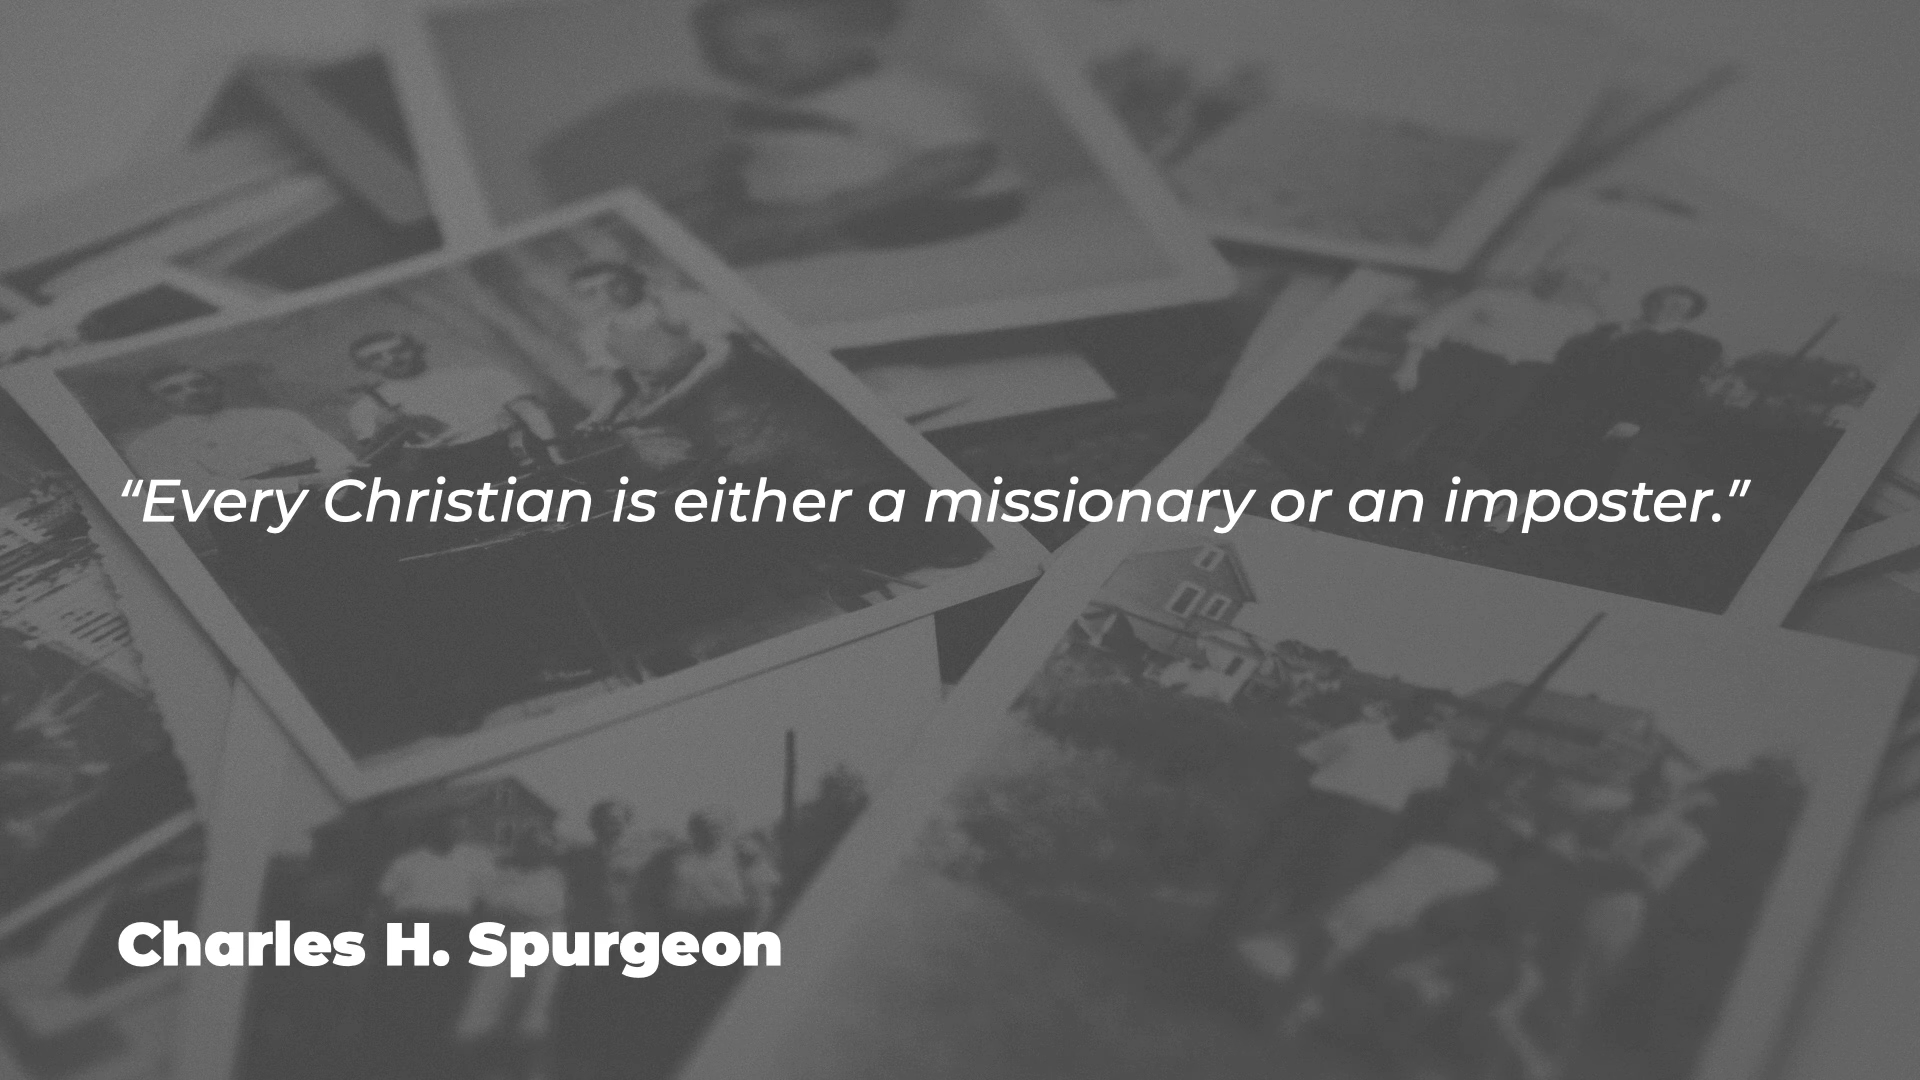 “Every Christian is either a missionary or an imposter.”
Charles H. Spurgeon